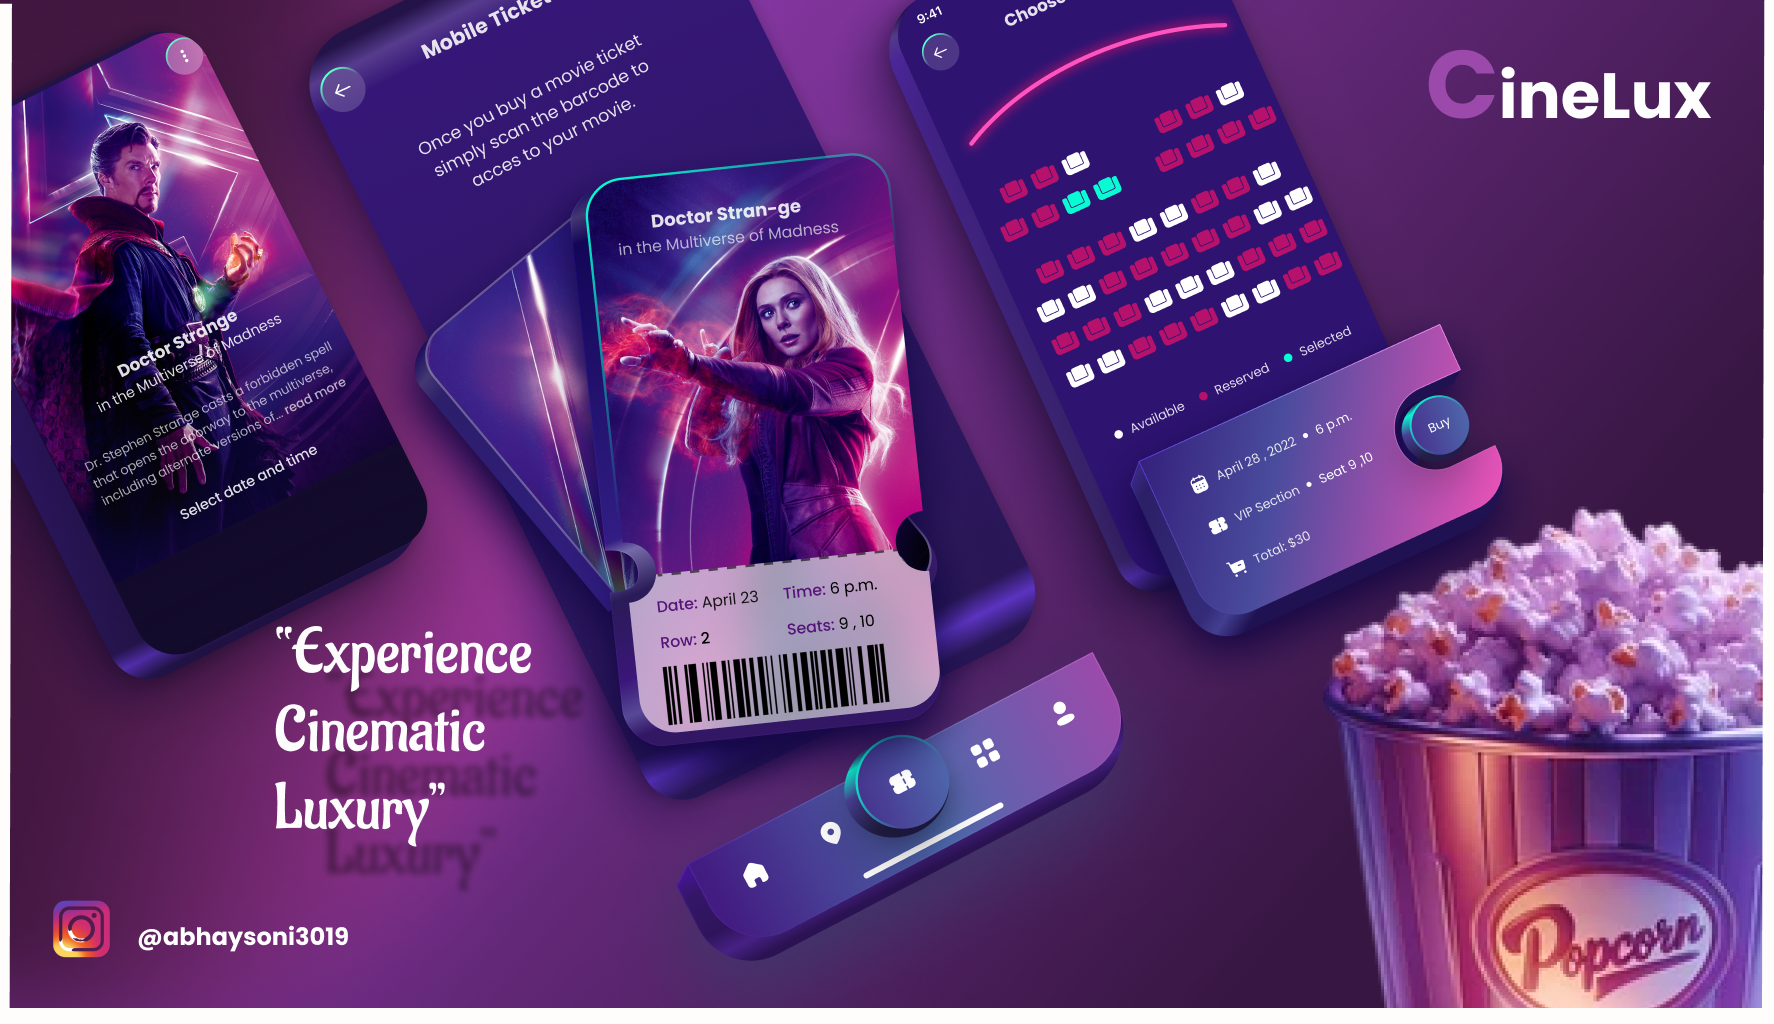 Doctor Strange
in the Multiverse of Madness
Dr. Stephen Strange casts a forbidden spell
that opens the doorway to the multiverse,
including alternate versions of... read more
Select date and time
Mobile Ticket
Once you buy a movie ticket
simply scan the barcode to
acces to your movie.
Doctor Stran-ge
in the Multiverse of Madness
Date: April 23 Time: 6 p.m.
Row: 2 Seats: 9 , 10
9:41
Choose
Available Reserved Selected
April 28 , 2022 • 6 p.m.
VIP Section • Seat 9 ,10
Total: $30
Buy
CineLux
"Experience
Cinematic
Luxury"
@abhaysoni3019
Popcorn